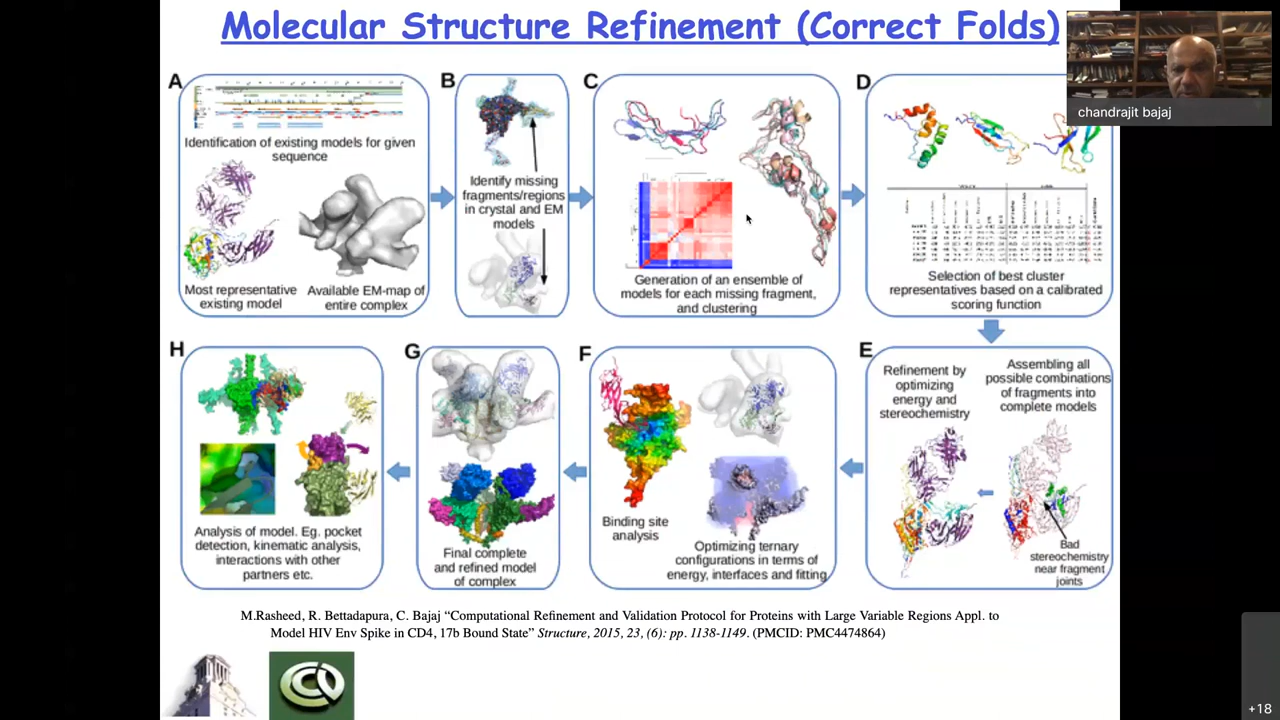 Molecular Structure Refinement (Correct Folds)
chandrajit bajaj
A
Identification of existing models for given
sequence
Most representative
existing model
Available EM-map of
entire complex
B
Identify missing
fragments/regions
in crystal and EM
models
C
Generation of an ensemble of
models for each missing fragment,
and clustering
D
Selection of best cluster
representatives based on a calibrated
scoring function
H
Analysis of model. Eg. pocket
detection, kinematic analysis,
interactions with other
partners etc.
G
Final complete
and refined model
of complex
F
Binding site
analysis
Optimizing ternary
configurations in terms of
energy, interfaces and fitting
E
Refinement by
optimizing
energy and
stereochemistry
Assembling all
possible combinations
of fragments into
complete models
Bad
stereochemistry
near fragment
joints
M.Rasheed, R. Bettadapura, C. Bajaj “Computational Refinement and Validation Protocol for Proteins with Large Variable Regions Appl. to
Model HIV Env Spike in CD4, 17b Bound State” Structure, 2015, 23, (6): pp. 1138-1149. (PMCID: PMC4474864)
+18